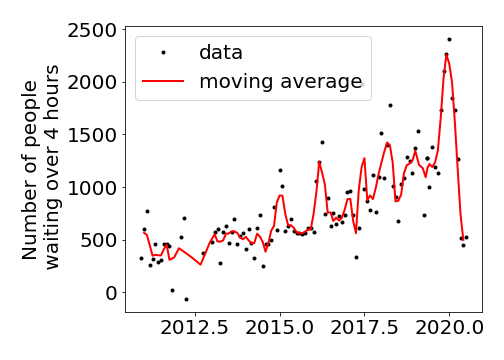 Number of people
waiting over 4 hours
2500
2000
1500
1000
500
0
data
moving average
2012.5
2015.0
2017.5
2020.0